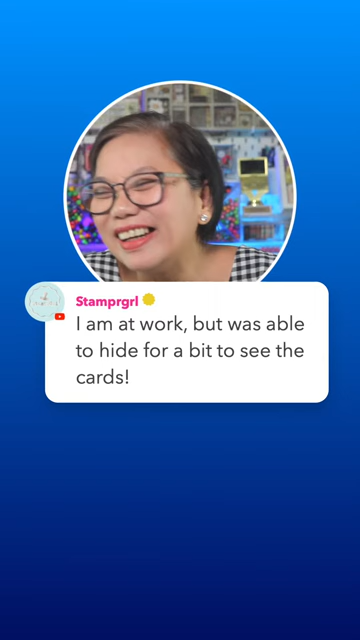 Stamprgrl
I am at work, but was able
to hide for a bit to see the
cards!